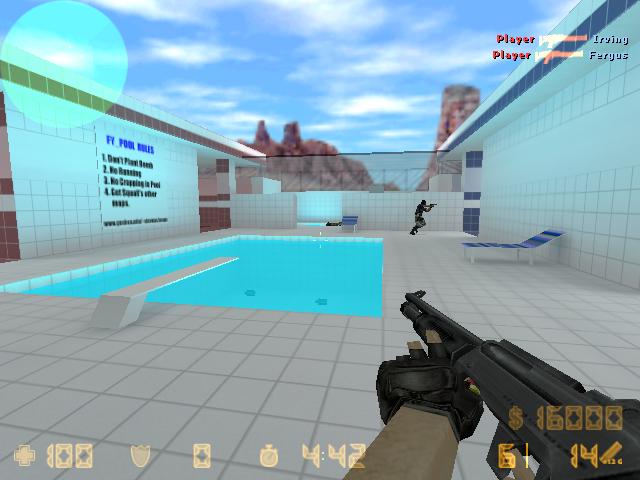 Player Irving
Player Fergus
FY_POOL RULES
1. Don't Plant Bomb
2. No Running
3. No Crapping in Pool
4. Get Squall's other
maps.
$ 16000
100 0 4:42 6 | 14